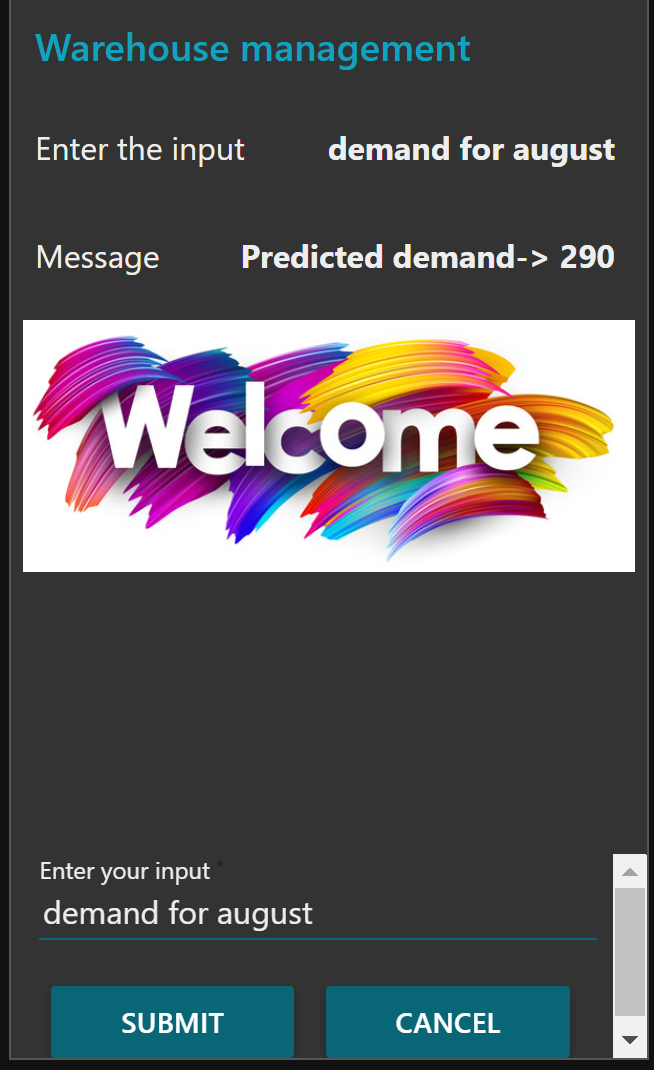 Warehouse management
Enter the input demand for august
Message Predicted demand-> 290
Welcome
Enter your input *
demand for august
SUBMIT CANCEL